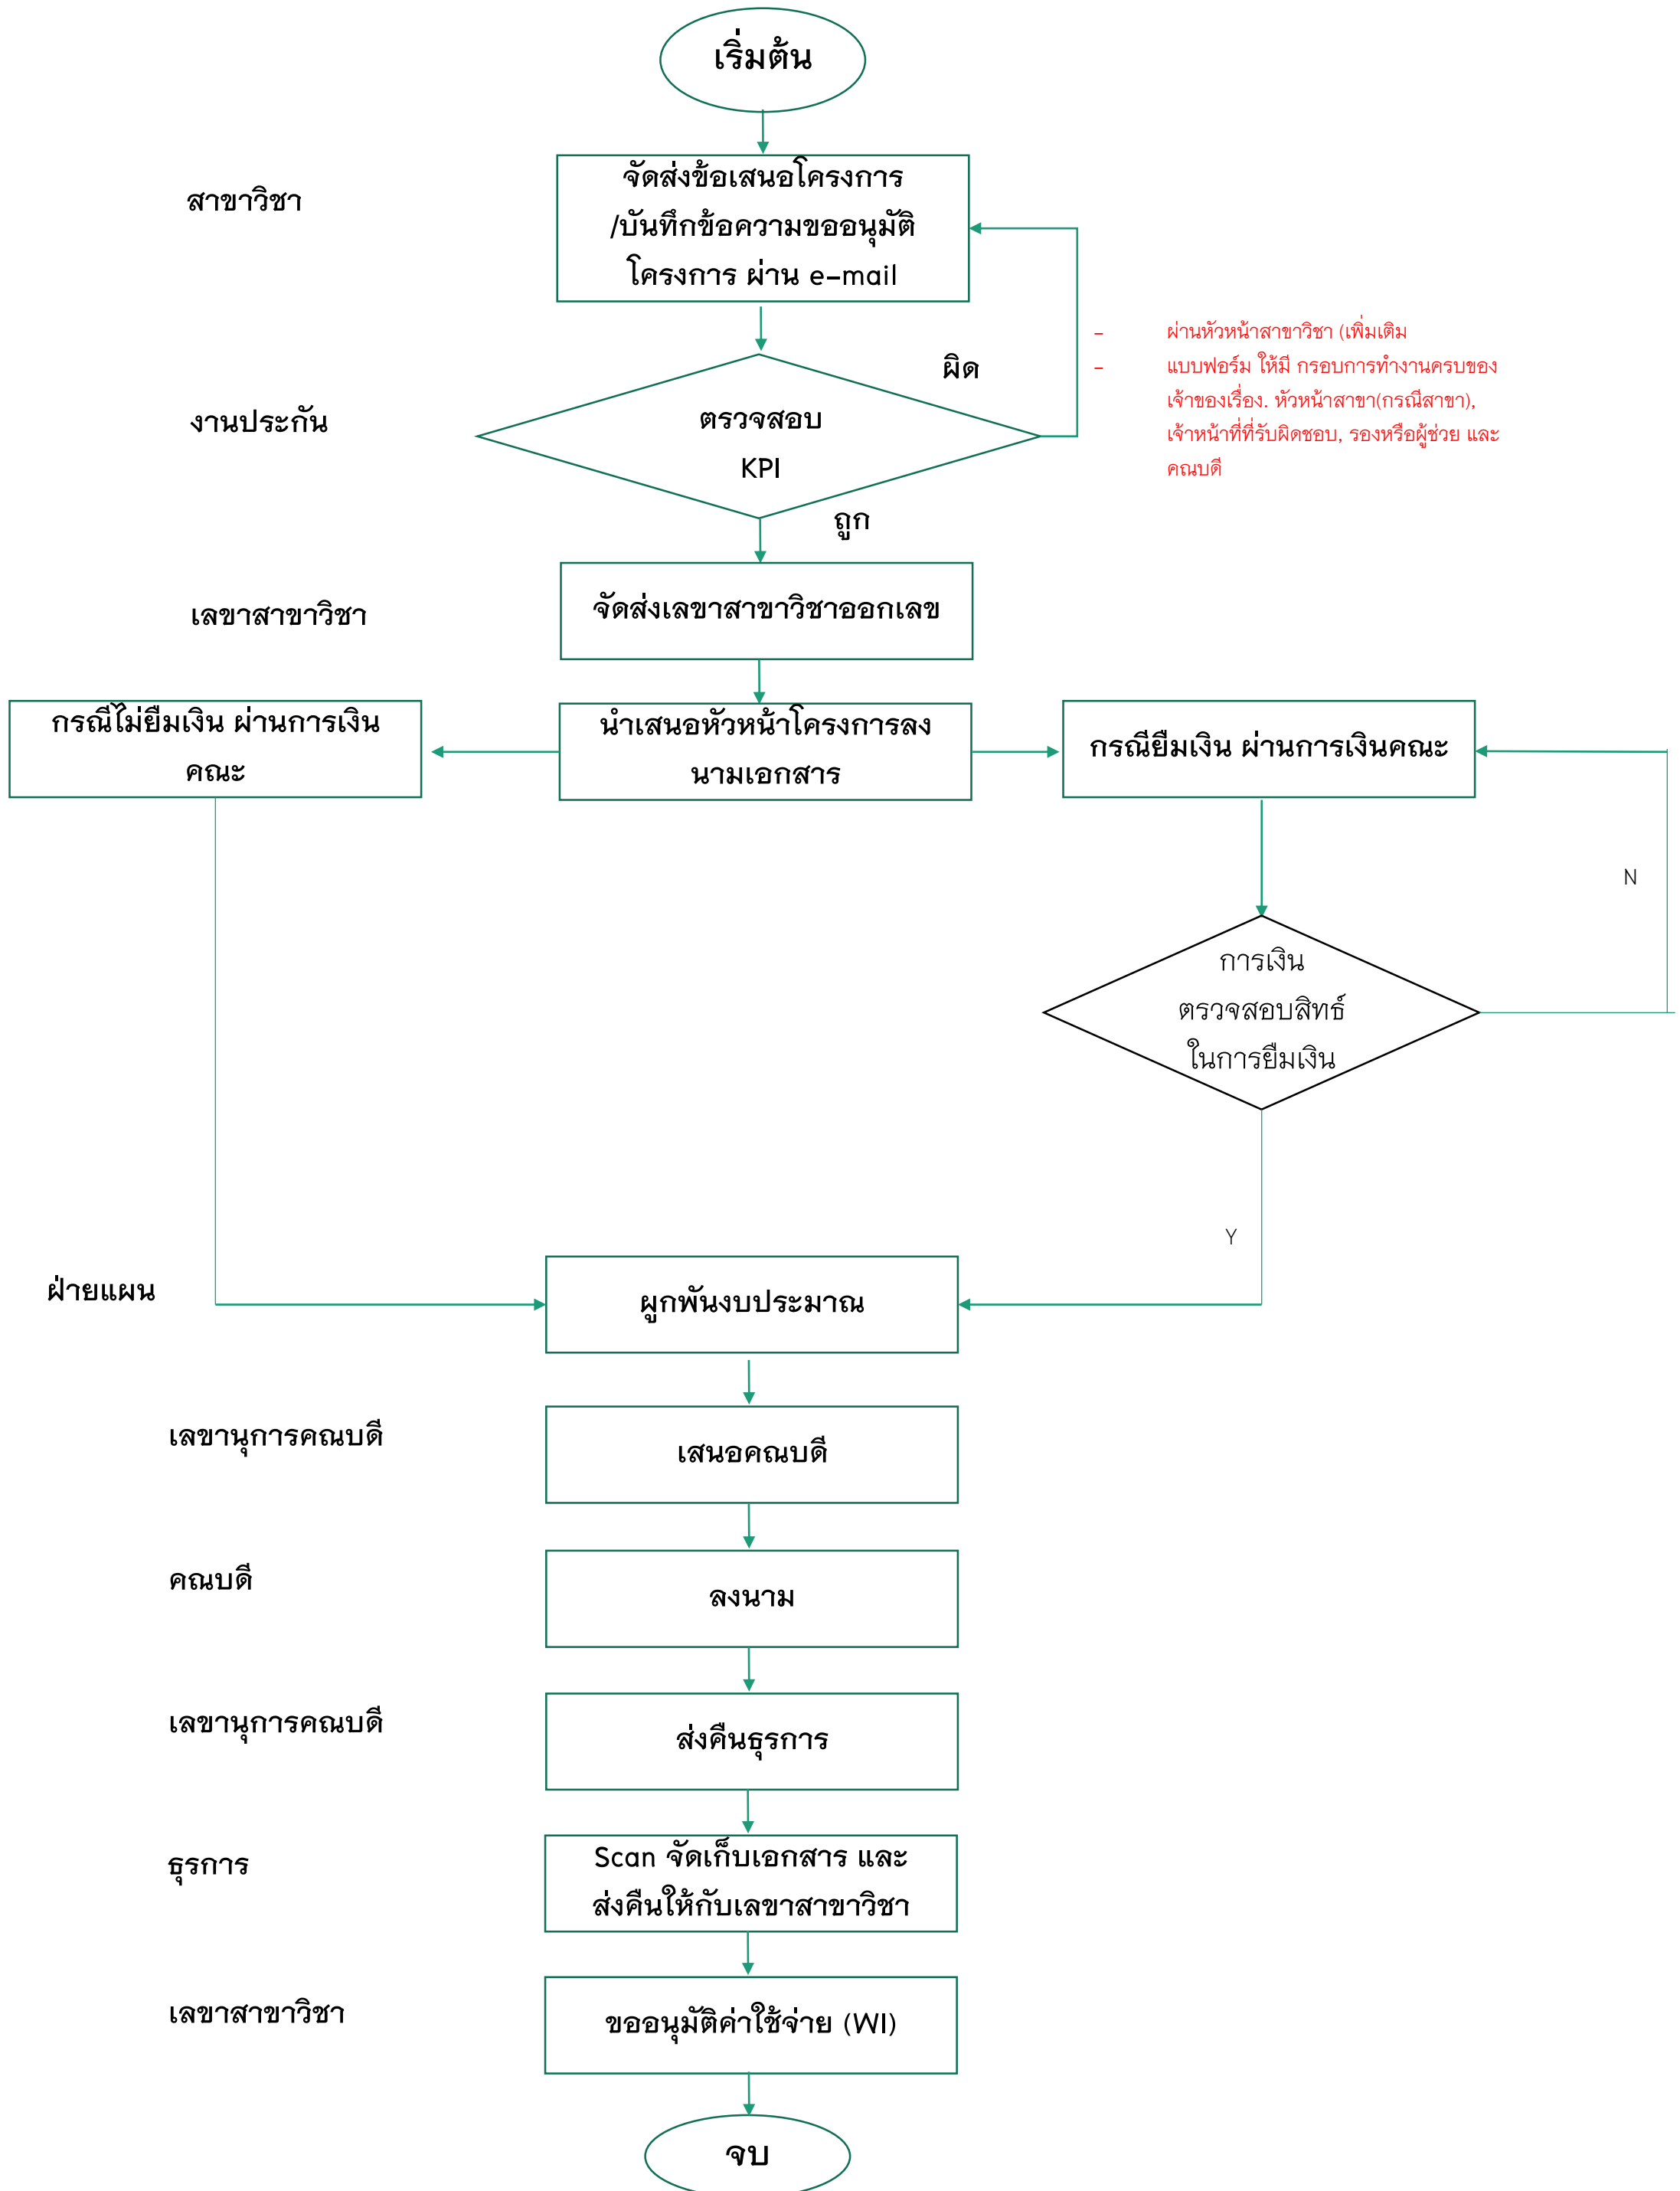 เริ่มต้น
สาขาวิชา
จัดส่งข้อเสนอโครงการ
/บันทึกข้อความขออนุมัติ
โครงการ ผ่าน e-mail
- ผ่านหัวหน้าสาขาวิชา (เพิ่มเติม
- แบบฟอร์ม ให้มี กรอบการทำงานครบของ
เจ้าของเรื่อง. หัวหน้าสาขา(กรณีสาขา),
เจ้าหน้าที่ที่รับผิดชอบ, รองหรือผู้ช่วย และ
คณบดี
ผิด
งานประกัน
ตรวจสอบ
KPI
ถูก
เลขาสาขาวิชา
จัดส่งเลขาสาขาวิชาออกเลข
กรณีไม่ยืมเงิน ผ่านการเงิน
คณะ
นำเสนอหัวหน้าโครงการลง
นามเอกสาร
กรณียืมเงิน ผ่านการเงินคณะ
N
การเงิน
ตรวจสอบสิทธ์
ในการยืมเงิน
Y
ฝ่ายแผน
ผูกพันงบประมาณ
เลขานุการคณบดี
เสนอคณบดี
คณบดี
ลงนาม
เลขานุการคณบดี
ส่งคืนธุรการ
ธุรการ
Scan จัดเก็บเอกสาร และ
ส่งคืนให้กับเลขาสาขาวิชา
เลขาสาขาวิชา
ขออนุมัติค่าใช้จ่าย (WI)
จบ